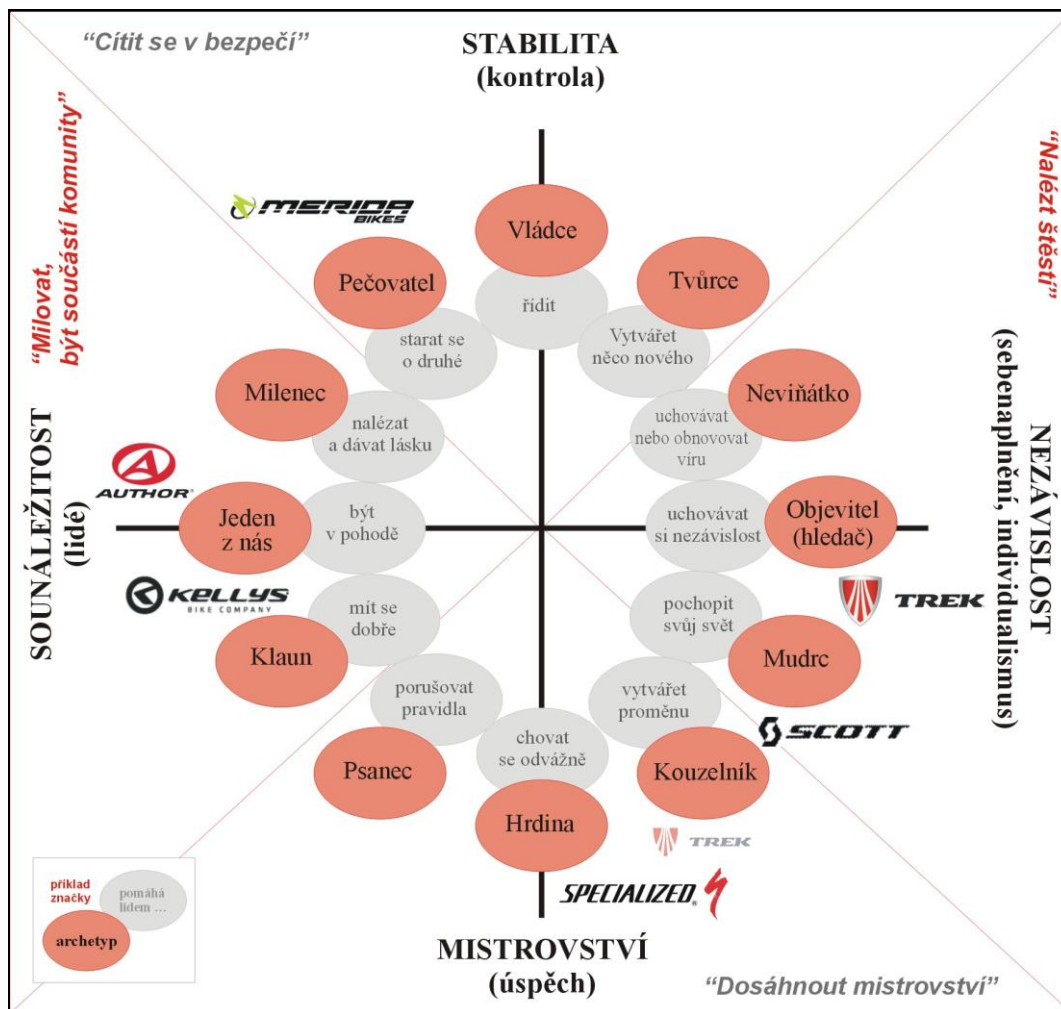 “Cítit se v bezpečí”
STABILITA
(kontrola)
“Milovat,
být součástí komunity”
“Nalézt štěstí”
MERIDA
BIKES
Vládce
řídit
Pečovatel
starat se
o druhé
Tvůrce
Vytvářet
něco nového
Milenec
nalézat
a dávat lásku
Neviňátko
uchovávat
nebo obnovovat
víru
SOUNÁLEŽITOST
(lidé)
NEZÁVISLOST
(sebenaplnění, individualismus)
AUTHOR®
Jeden
z nás
být
v pohodě
uchovávat
si nezávislost
Objevitel
(hledač)
KELLYS
BIKE COMPANY
TREK
Klaun
mít se
dobře
pochopit
svůj svět
Mudrc
SCOTT
Psanec
porušovat
pravidla
vytvářet
proměnu
Kouzelník
chovat
se odvážně
Hrdina
TREK
SPECIALIZED®
příklad
značky
pomáhá
lidem ...
archetyp
MISTROVSTVÍ
(úspěch)
“Dosáhnout mistrovství”